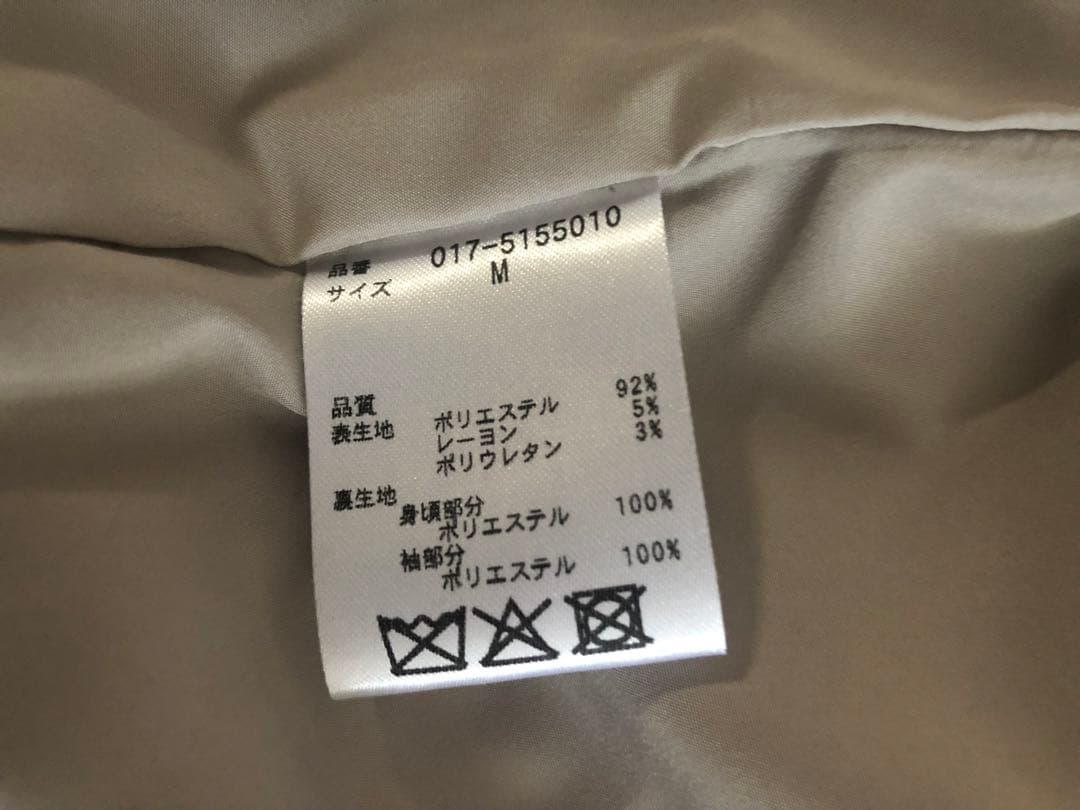 品番 017-5155010
サイズ M
品質
表生地 ポリエステル 92%
レーヨン 5%
ポリウレタン 3%
裏生地
身頃部分
ポリエステル 100%
袖部分
ポリエステル 100%